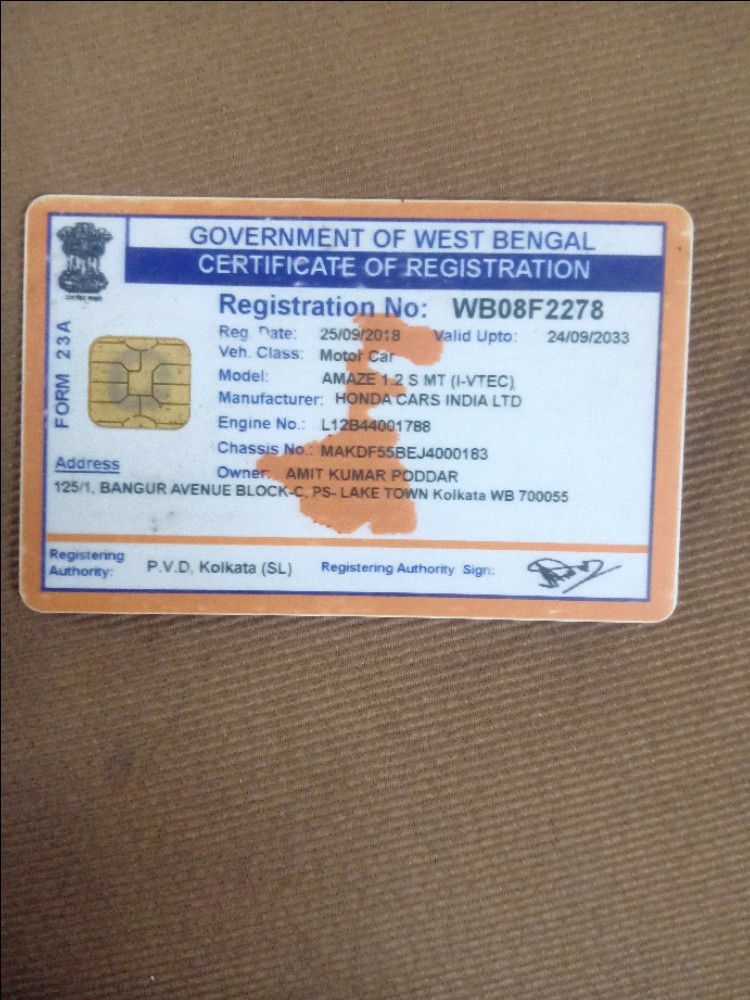 GOVERNMENT OF WEST BENGAL
CERTIFICATE OF REGISTRATION
FORM 23A
Registration No: WB08F2278
Reg. Date: 25/09/2018 Valid Upto: 24/09/2033
Veh. Class: Motor Car
Model: AMAZE 1.2 S MT (I-VTEC)
Manufacturer: HONDA CARS INDIA LTD
Engine No.: L12B44001788
Chassis No.: MAKDF55BEJ4000183
Owner: AMIT KUMAR PODDAR
Address
125/1, BANGUR AVENUE BLOCK-C, PS- LAKE TOWN Kolkata WB 700055
Registering Authority: P.V.D, Kolkata (SL) Registering Authority Sign: